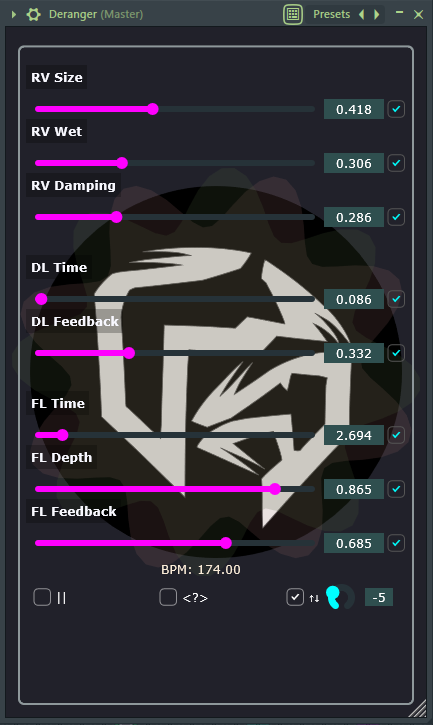 Deranger (Master) Presets
RV Size
0.418
RV Wet
0.306
RV Damping
0.286
DL Time
0.086
DL Feedback
0.332
FL Time
2.694
FL Depth
0.865
FL Feedback
0.685
BPM: 174.00
|| <?> ↑↓ -5